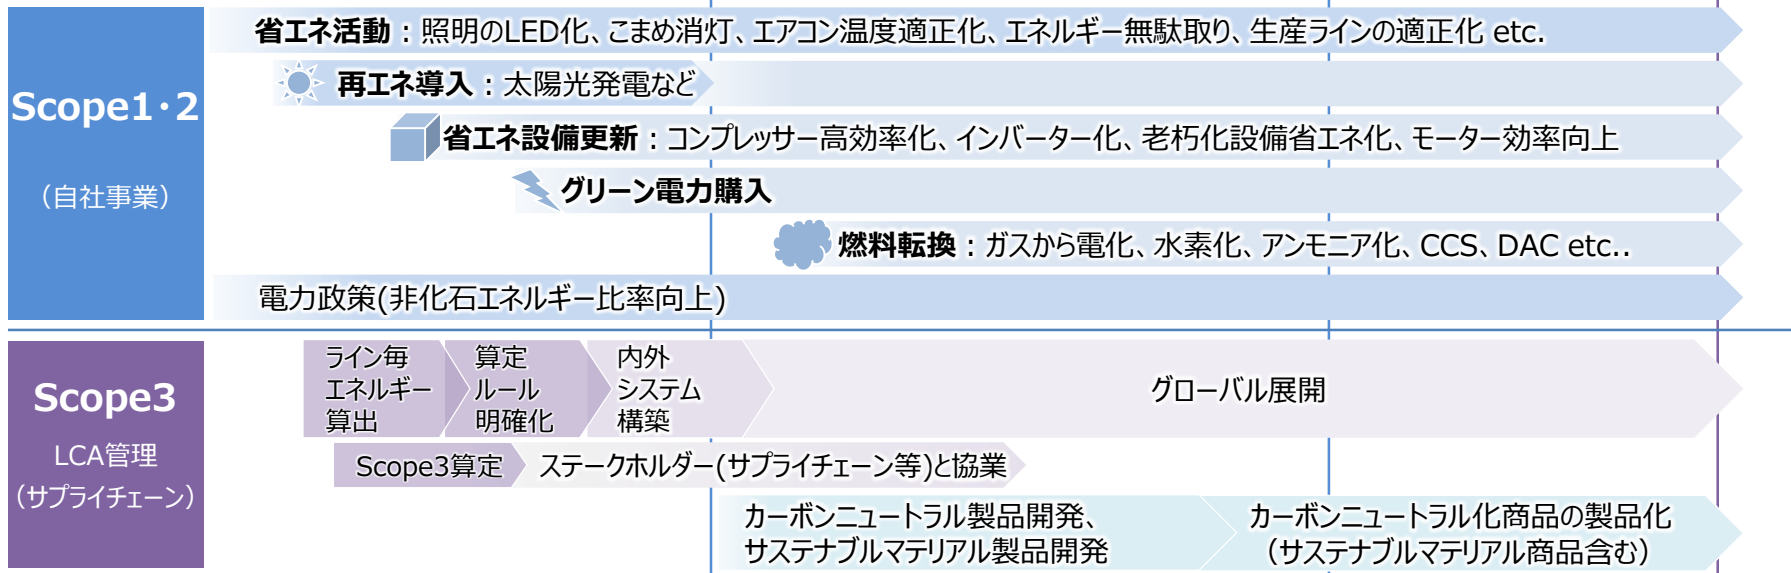 Scope1・2
（自社事業）
省エネ活動：照明のLED化、こまめ消灯、エアコン温度適正化、エネルギー無駄取り、生産ラインの適正化 etc.
再エネ導入：太陽光発電など
省エネ設備更新：コンプレッサー高効率化、インバーター化、老朽化設備省エネ化、モーター効率向上
グリーン電力購入
燃料転換：ガスから電化、水素化、アンモニア化、CCS、DAC etc..
電力政策(非化石エネルギー比率向上)
Scope3
LCA管理
（サプライチェーン）
ライン毎
エネルギー
算出
算定
ルール
明確化
内外
システム
構築
グローバル展開
Scope3算定
ステークホルダー(サプライチェーン等)と協業
カーボンニュートラル製品開発、
サステナブルマテリアル製品開発
カーボンニュートラル化商品の製品化
（サステナブルマテリアル商品含む）